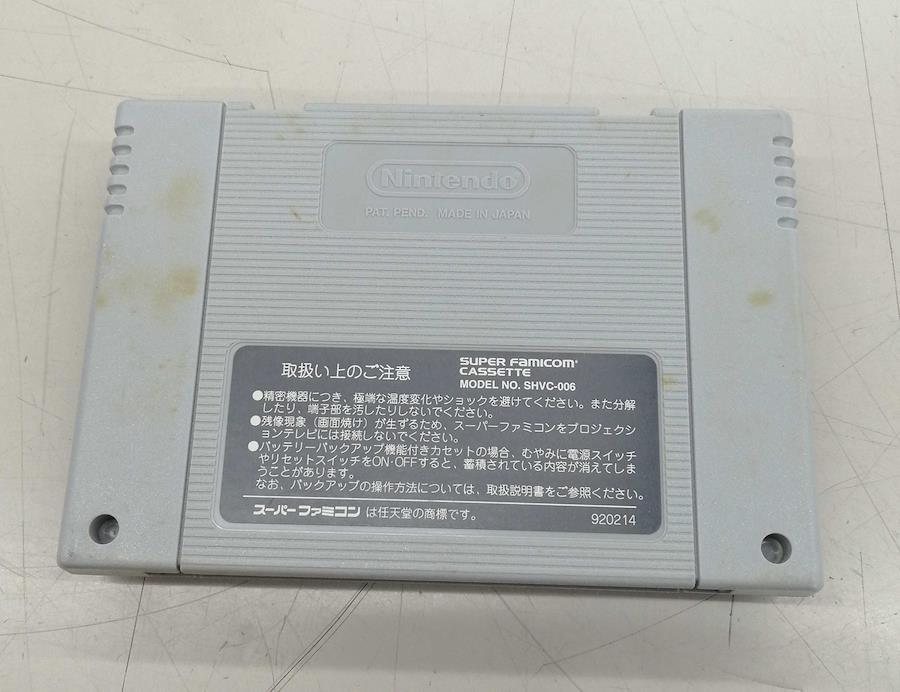 Nintendo
PAT. PEND. MADE IN JAPAN
取扱い上のご注意
SUPER FAMICOM
CASSETTE
MODEL NO. SHVC-006
●精密機器につき、極端な温度変化やショックを避けてください。また分解
したり、端子部を汚したりしないでください。
●残像現象（画面焼け）が生ずるため、スーパーファミコンをプロジェクシ
ョンテレビには接続しないでください。
●バッテリーバックアップ機能付きカセットの場合、むやみに電源スイッチ
やリセットスイッチをON・OFFすると、蓄積されている内容が消えてしま
うことがあります。
なお、バックアップの操作方法については、取扱説明書をご参照ください。
スーパーファミコンは任天堂の商標です。
920214